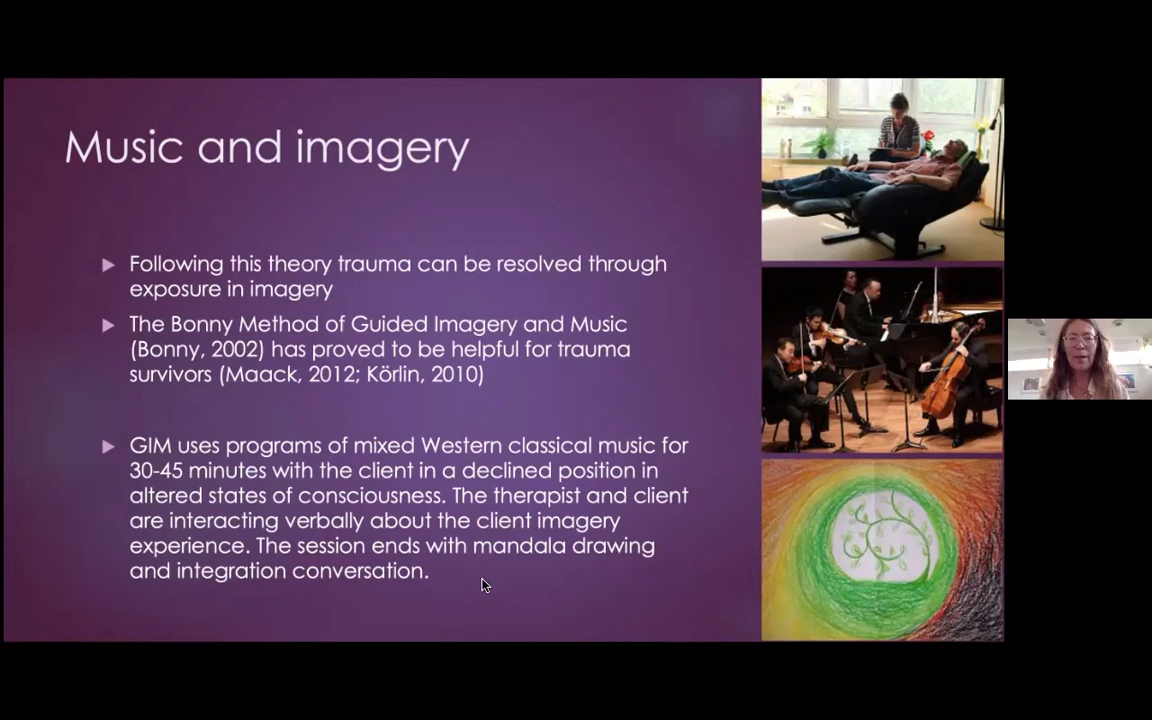 Music and imagery
Following this theory trauma can be resolved through
exposure in imagery
The Bonny Method of Guided Imagery and Music
(Bonny, 2002) has proved to be helpful for trauma
survivors (Maack, 2012; Körlin, 2010)
GIM uses programs of mixed Western classical music for
30-45 minutes with the client in a declined position in
altered states of consciousness. The therapist and client
are interacting verbally about the client imagery
experience. The session ends with mandala drawing
and integration conversation.